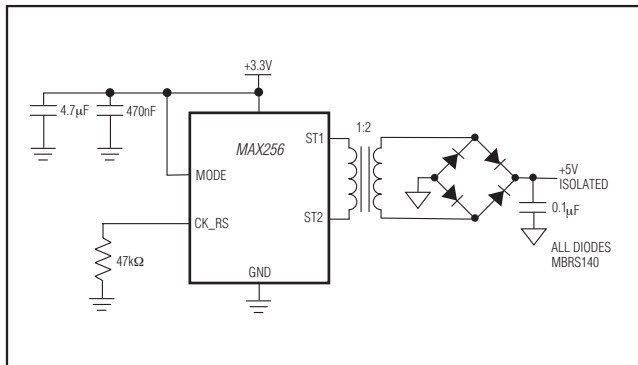 +3.3V
4.7µF
470nF
1:2
MAX256
ST1
MODE
+5V
ISOLATED
0.1µF
CK_RS
ST2
47kΩ
GND
ALL DIODES
MBRS140